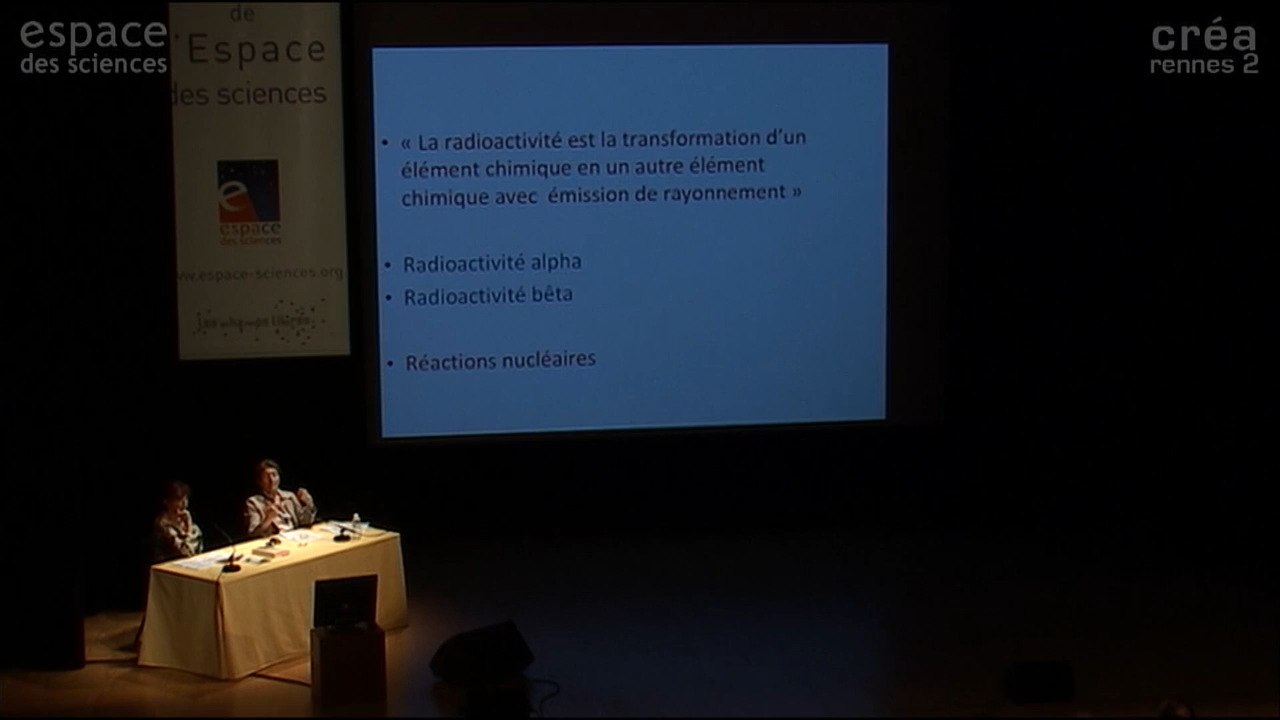 espace
des sciences
créa
rennes 2
de
l'Espace
des sciences
e
espace
des sciences
www.espace-sciences.org
• « La radioactivité est la transformation d'un
élément chimique en un autre élément
chimique avec émission de rayonnement »
• Radioactivité alpha
• Radioactivité bêta
• Réactions nucléaires